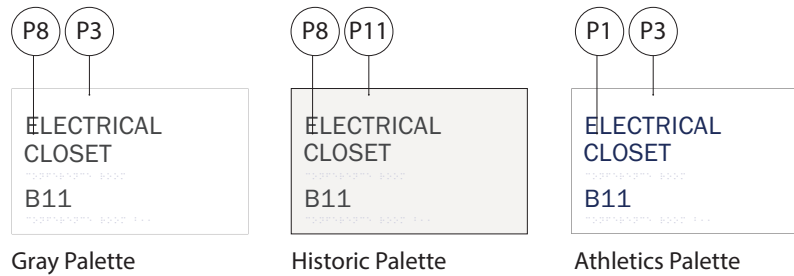 P8 P3
ELECTRICAL
CLOSET
B11
Gray Palette
P8 P11
ELECTRICAL
CLOSET
B11
Historic Palette
P1 P3
ELECTRICAL
CLOSET
B11
Athletics Palette